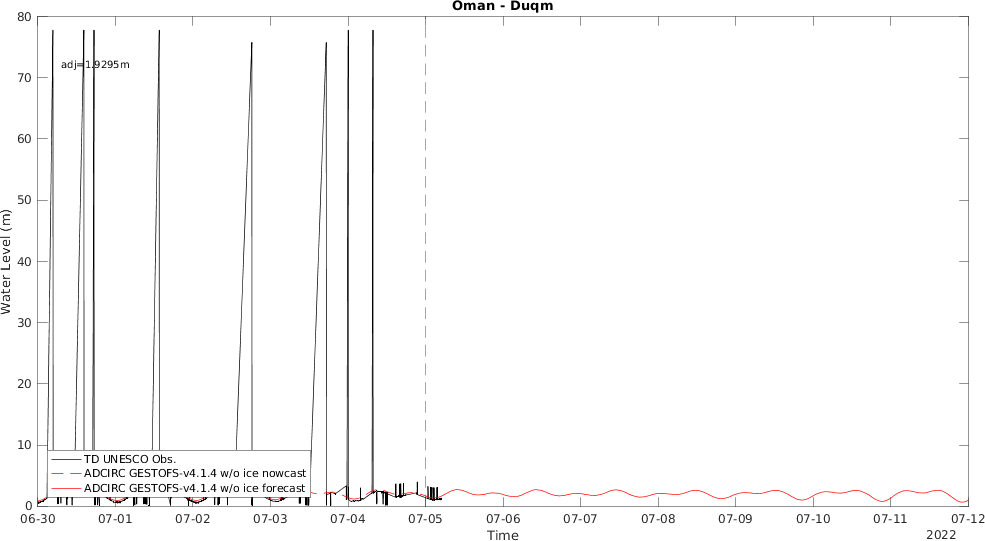 Oman - Duqm
80
70
60
50
40
30
20
10
0
Water Level (m)
adj=1.9295m
TD UNESCO Obs.
ADCIRC GESTOFS-v4.1.4 w/o ice nowcast
ADCIRC GESTOFS-v4.1.4 w/o ice forecast
06-30 07-01 07-02 07-03 07-04 07-05 07-06 07-07 07-08 07-09 07-10 07-11 07-12
Time
2022